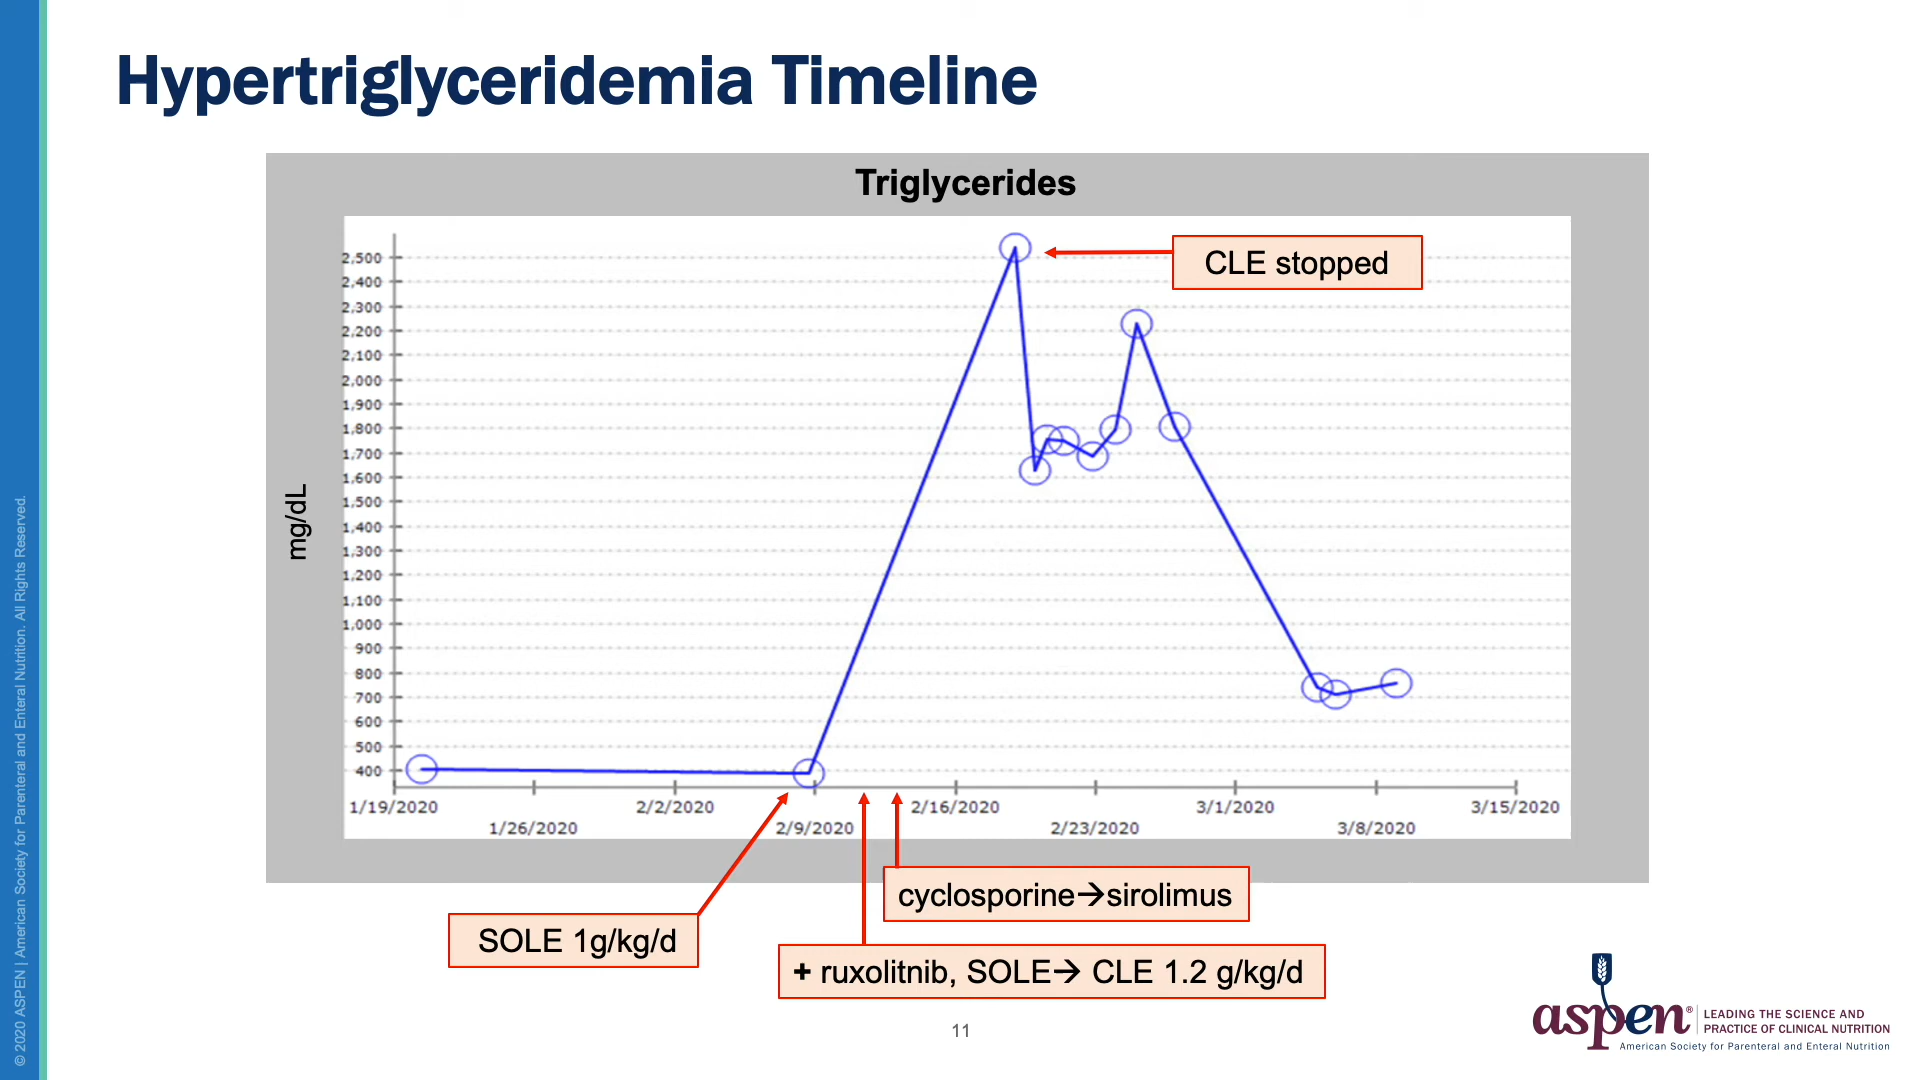 Hypertriglyceridemia Timeline
Triglycerides
CLE stopped
2,500
2,400
2,300
2,200
2,100
2,000
1,900
1,800
1,700
1,600
1,500
1,400
1,300
1,200
1,100
1,000
900
800
700
600
500
400
mg/dL
1/19/2020
1/26/2020
2/2/2020
2/9/2020
2/16/2020
2/23/2020
3/1/2020
3/8/2020
3/15/2020
cyclosporine→sirolimus
SOLE 1g/kg/d
+ ruxolitnib, SOLE→ CLE 1.2 g/kg/d
11
aspen®
LEADING THE SCIENCE AND
PRACTICE OF CLINICAL NUTRITION
American Society for Parenteral and Enteral Nutrition
© 2020 ASPEN | American Society for Parenteral and Enteral Nutrition. All Rights Reserved.